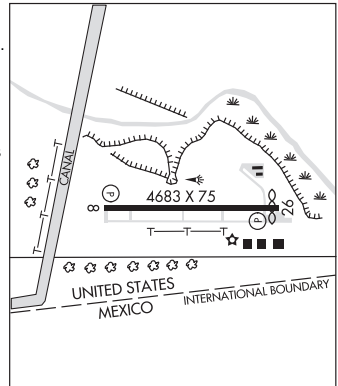 CANAL
P
4683 X 75
8
26
P
T T T T
T T T
UNITED STATES
INTERNATIONAL BOUNDARY
MEXICO